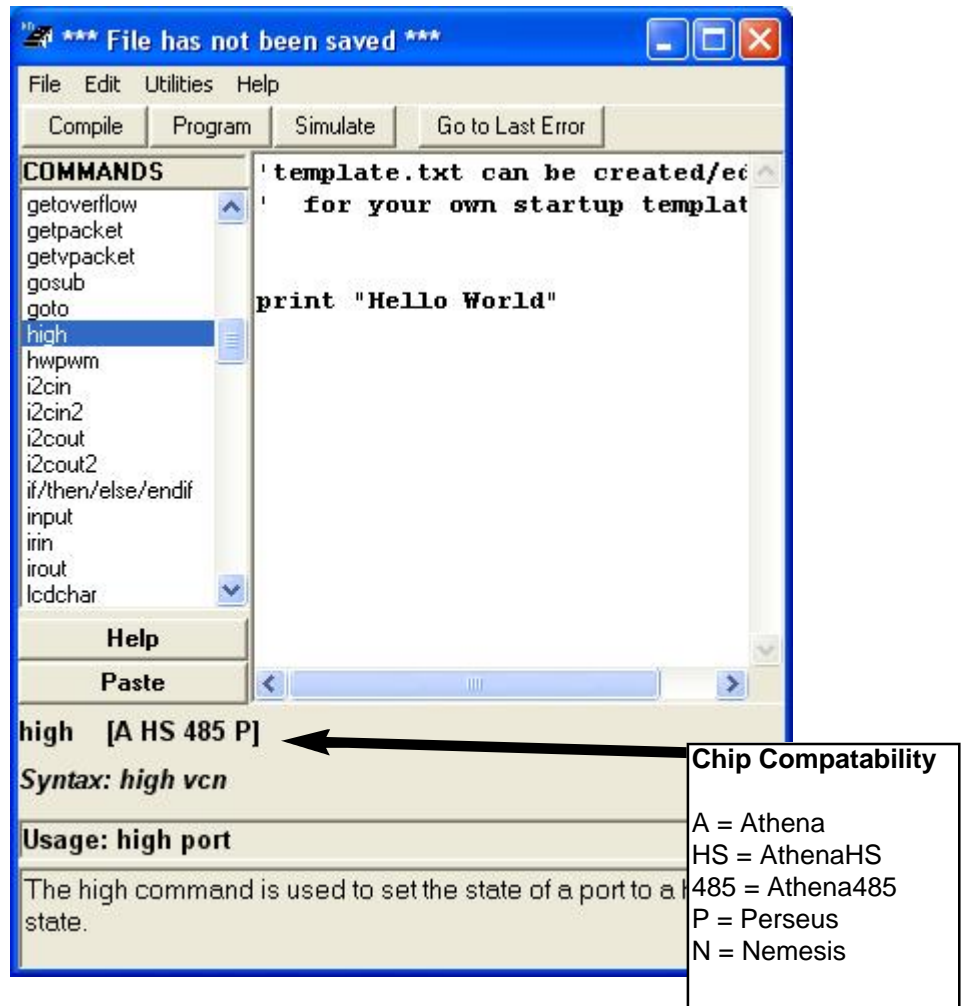 *** File has not been saved ***
File Edit Utilities Help
Compile Program Simulate Go to Last Error
COMMANDS
getoverflow
getpacket
getvpacket
gosub
goto
high
hwpwm
i2cin
i2cin2
i2cout
i2cout2
if/then/else/endif
input
irin
irout
lcdchar
Help
Paste
'template.txt can be created/ed
' for your own startup templat
print "Hello World"
high [A HS 485 P]
Syntax: high vcn
Usage: high port
The high command is used to set the state of a port to a h
state.
Chip Compatability
A = Athena
HS = AthenaHS
485 = Athena485
P = Perseus
N = Nemesis